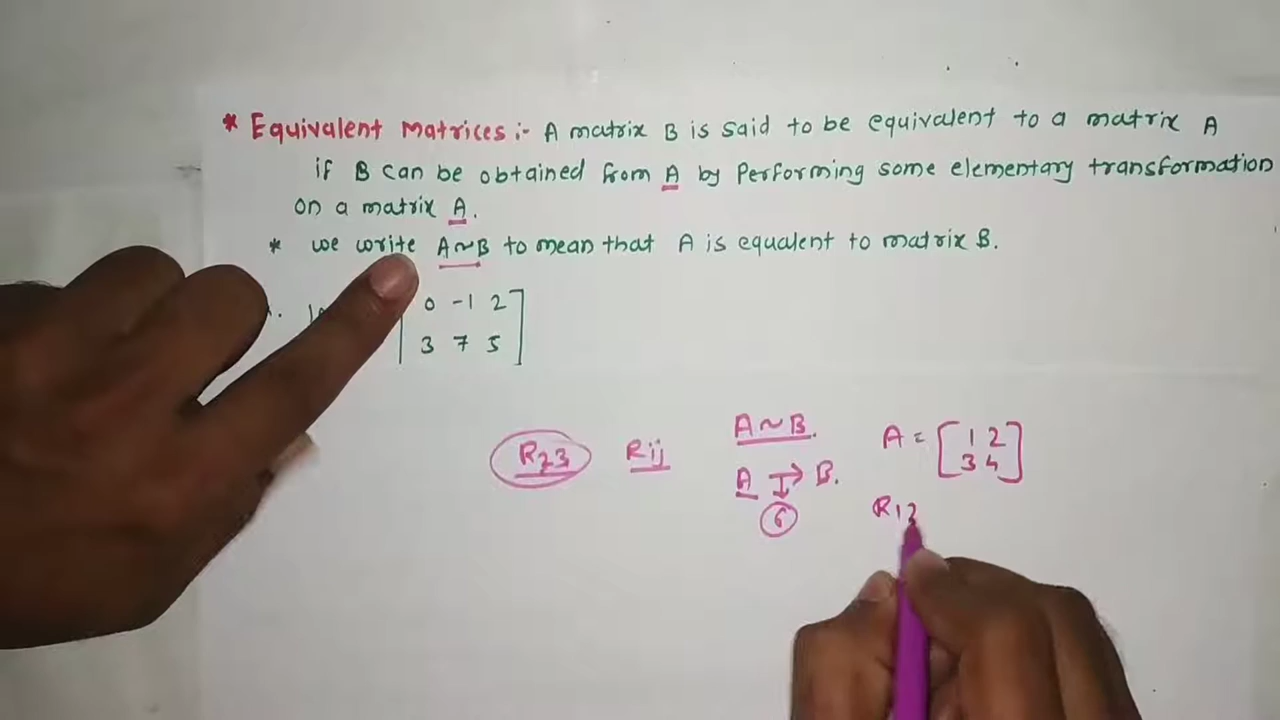 * Equivalent Matrices :- A matrix B is said to be equivalent to a matrix A
if B can be obtained from A by Performing some elementary transformation
on a matrix A.
* we write A~B to mean that A is equalent to matrix B.
0 -1 2
3 7 5
A~B.
A = [1 2
3 4]
R23 Rij
A → B.
6
R12